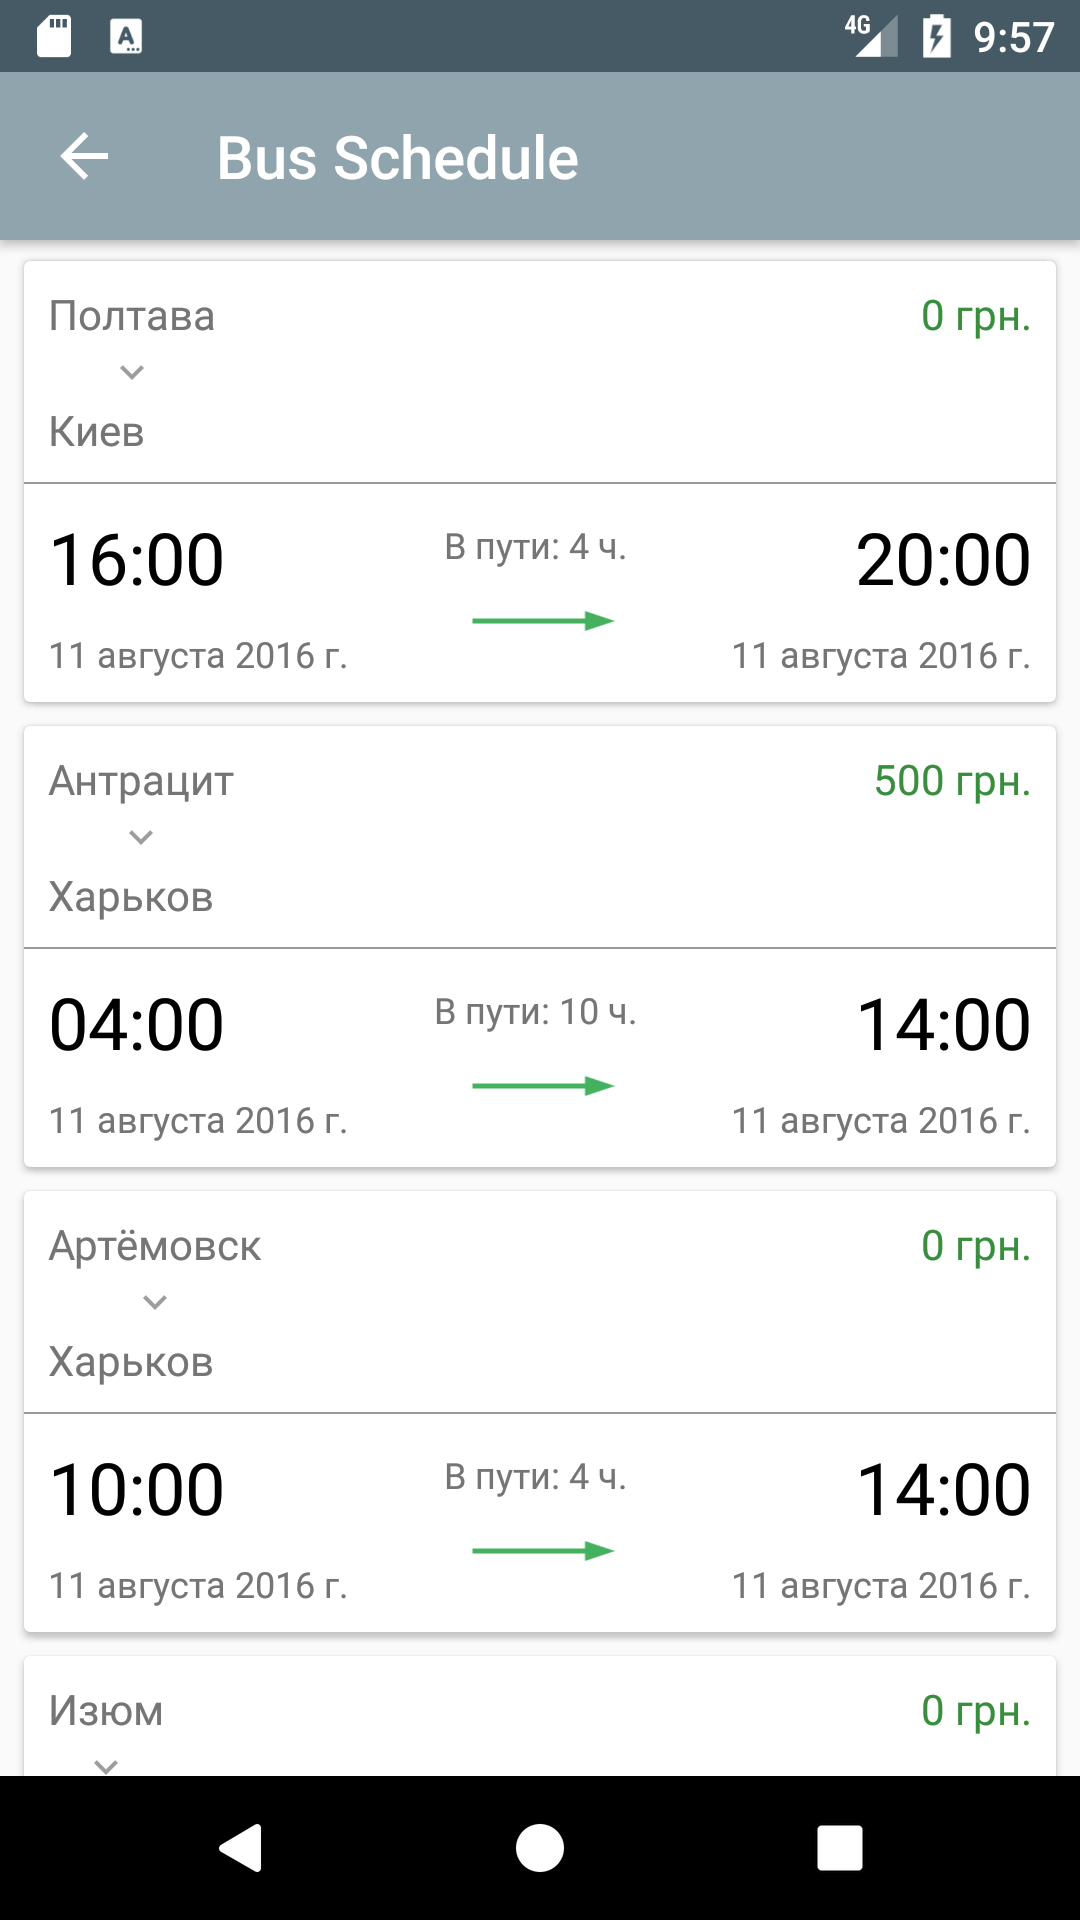 4G 9:57
Bus Schedule
Полтава 0 грн.
Киев
16:00 В пути: 4 ч. 20:00
11 августа 2016 г. 11 августа 2016 г.
Антрацит 500 грн.
Харьков
04:00 В пути: 10 ч. 14:00
11 августа 2016 г. 11 августа 2016 г.
Артёмовск 0 грн.
Харьков
10:00 В пути: 4 ч. 14:00
11 августа 2016 г. 11 августа 2016 г.
Изюм 0 грн.